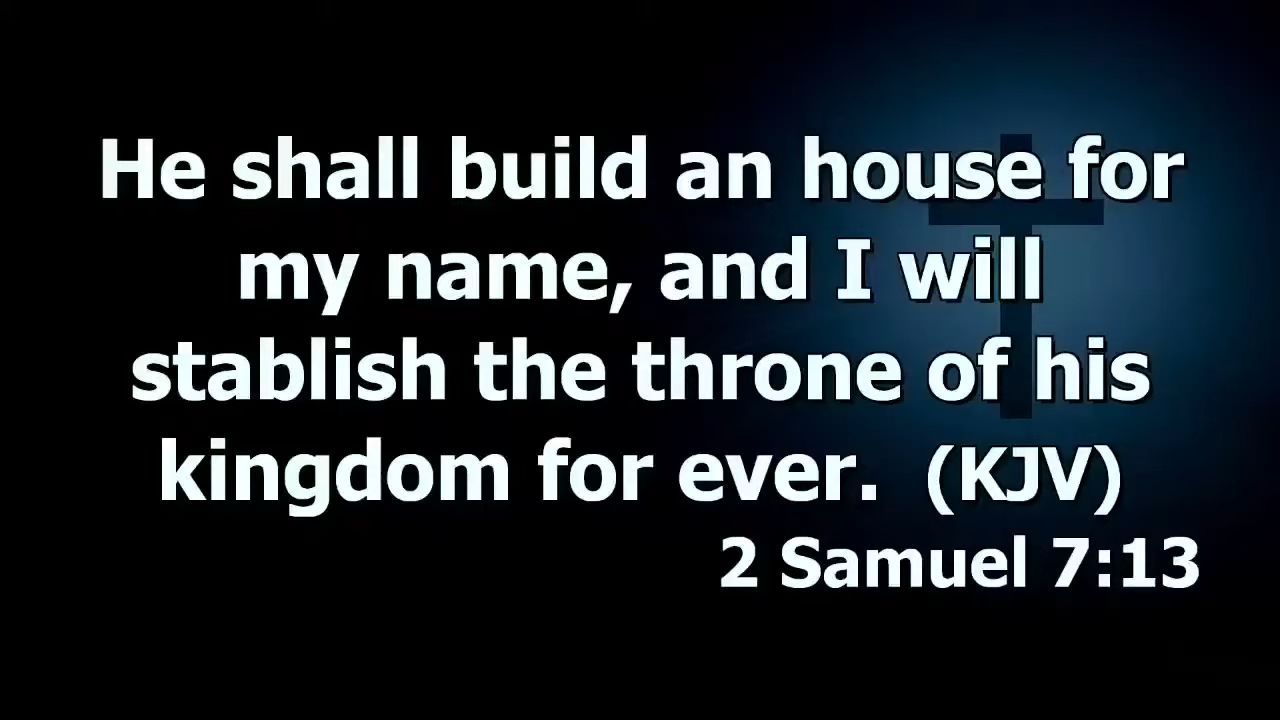 He shall build an house for
my name, and I will
stablish the throne of his
kingdom for ever.  (KJV)
2 Samuel 7:13